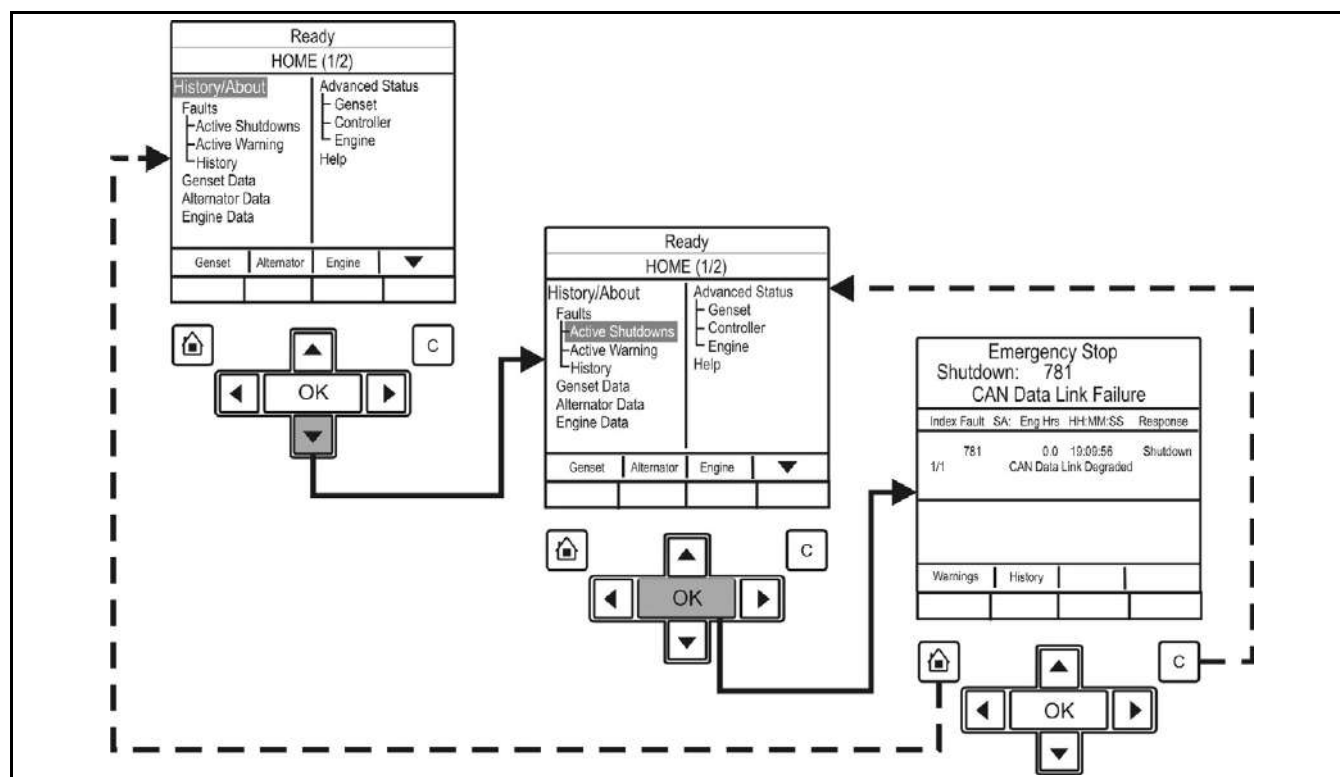 Ready
HOME (1/2)
History/About
Faults
Active Shutdowns
Active Warning
History
Genset Data
Alternator Data
Engine Data
Advanced Status
Genset
Controller
Engine
Help
Genset Alternator Engine
C
OK
Ready
HOME (1/2)
History/About
Faults
Active Shutdowns
Active Warning
History
Genset Data
Alternator Data
Engine Data
Advanced Status
Genset
Controller
Engine
Help
Genset Alternator Engine
C
OK
Emergency Stop
Shutdown: 781
CAN Data Link Failure
Index Fault SA: Eng Hrs HH:MM:SS Response
781 0.0 19:09:56 Shutdown
1/1 CAN Data Link Degraded
Warnings History
C
OK